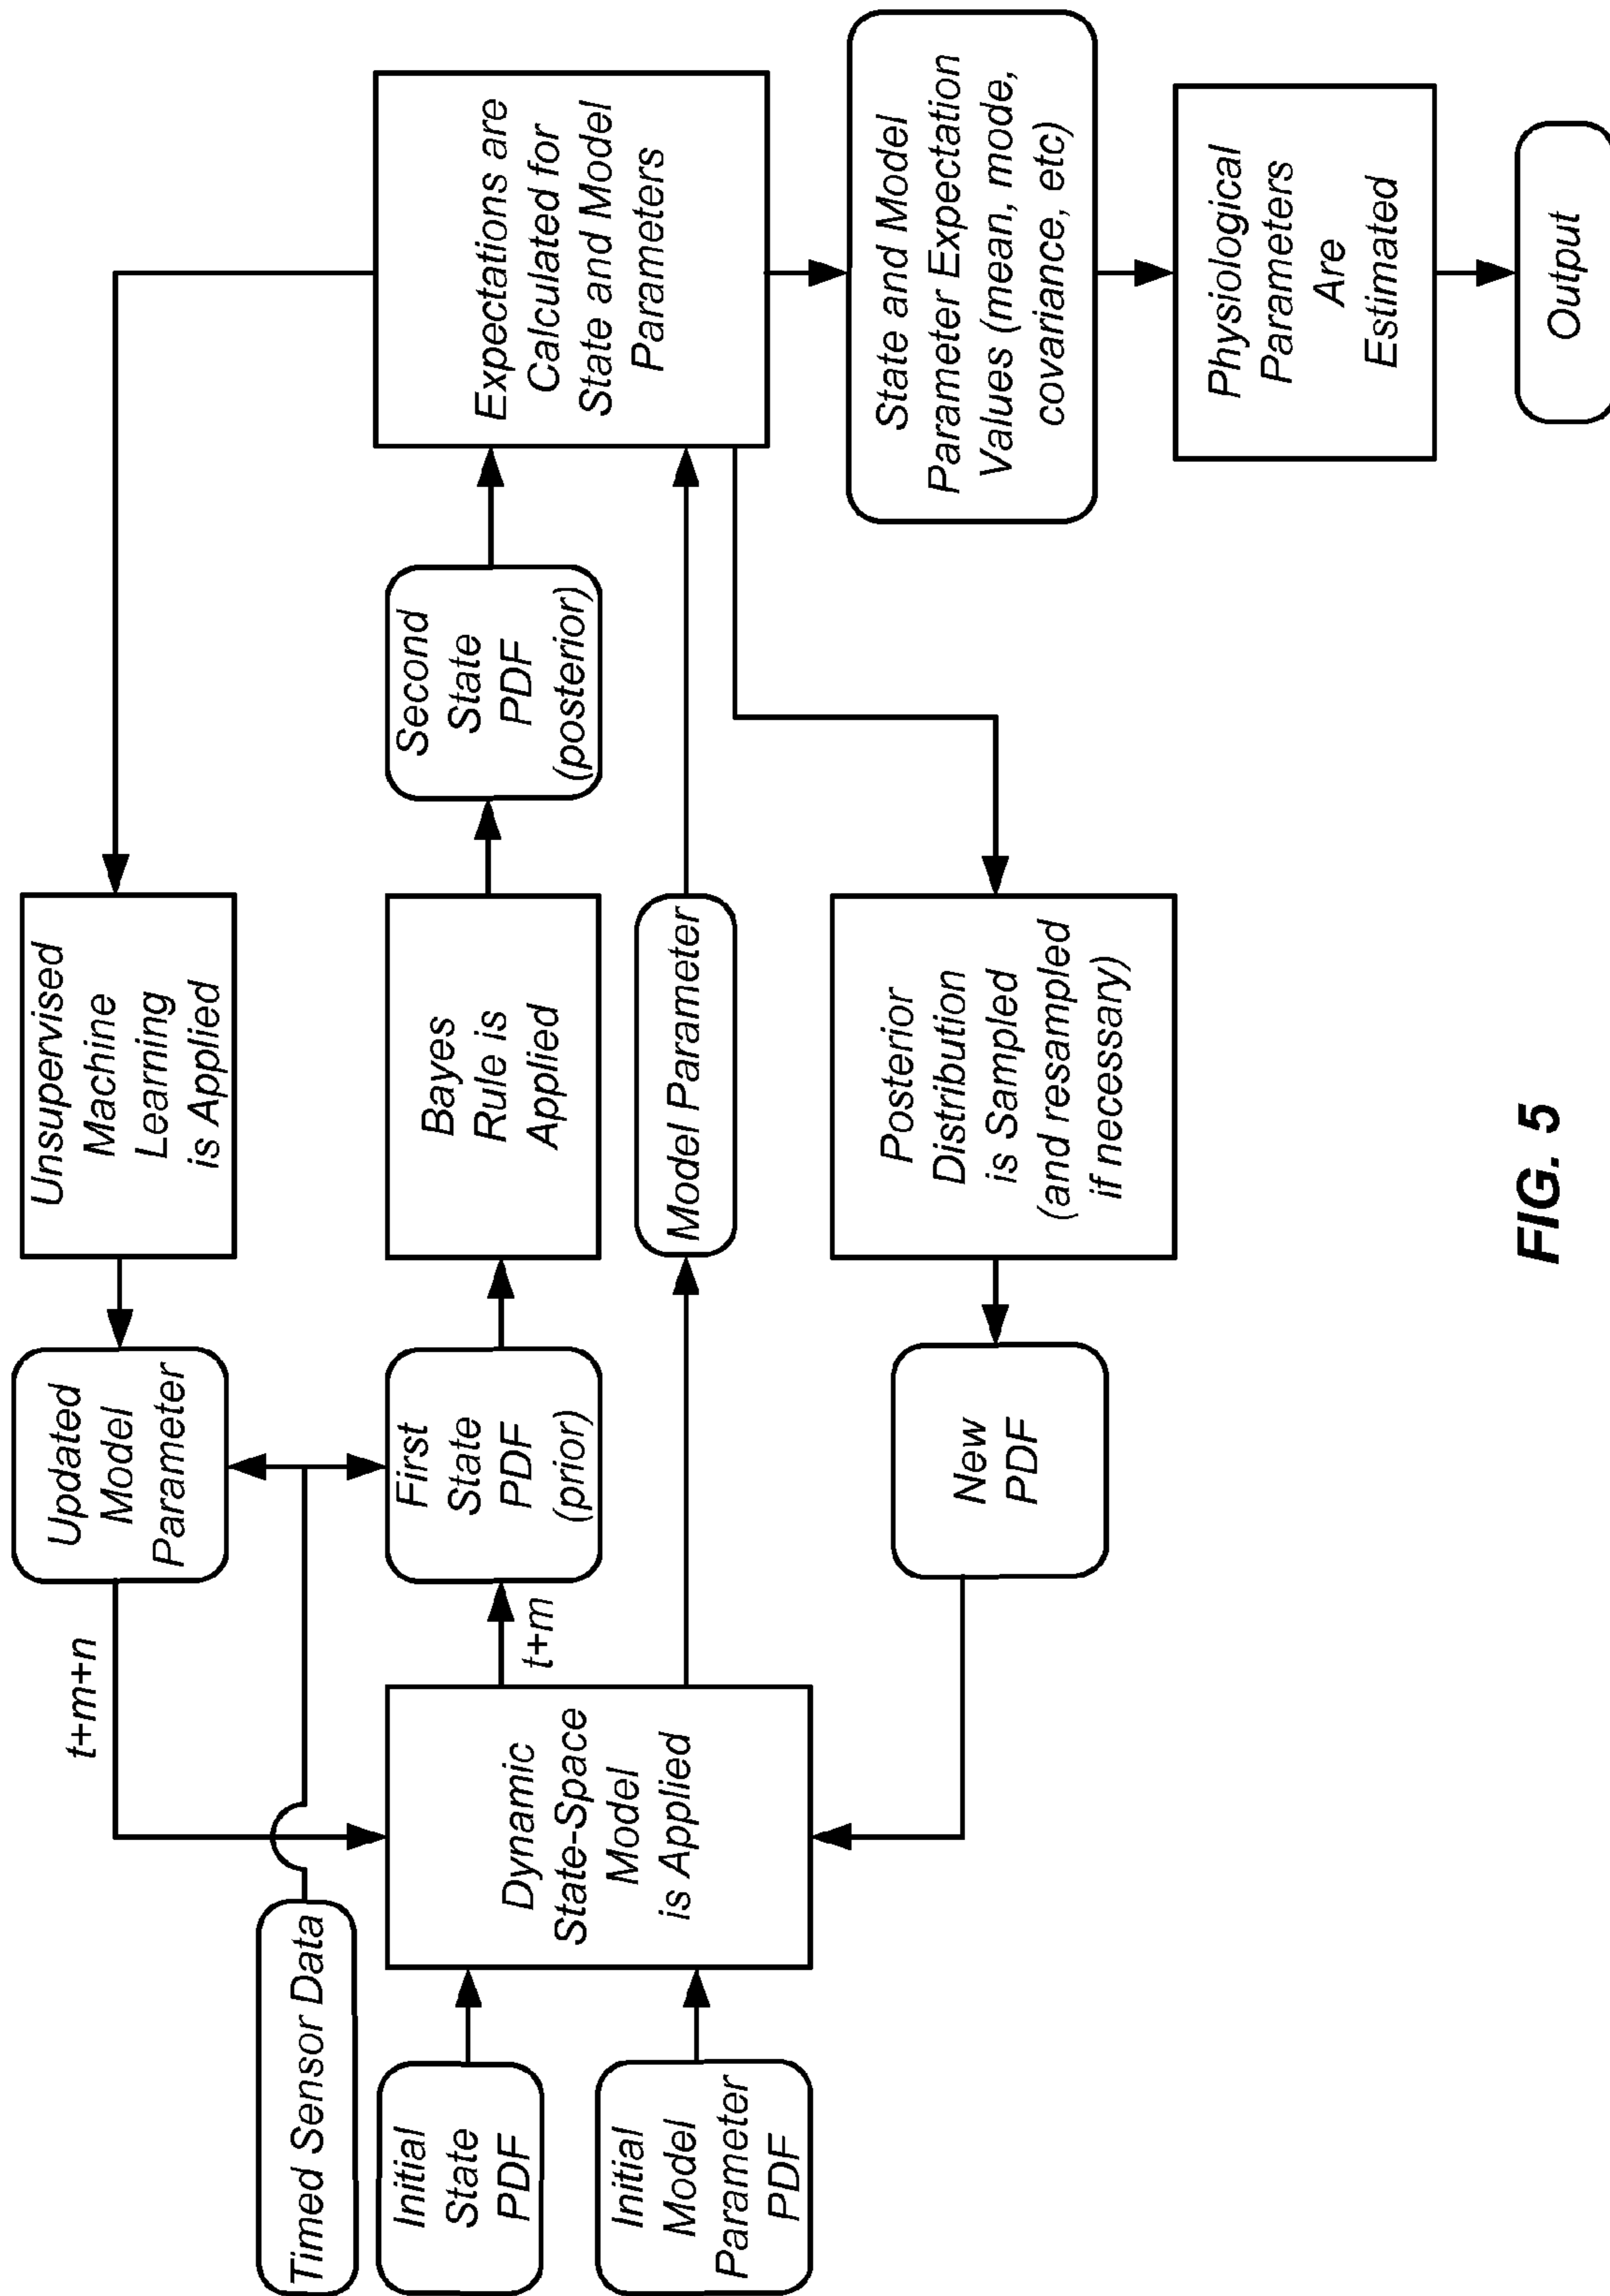 Timed Sensor Data
Initial
State
PDF
Initial
Model
Parameter
PDF
Dynamic
State-Space
Model
is Applied
t+m+n
t+m
Updated
Model
Parameter
First
State
PDF
(prior)
New
PDF
Unsupervised
Machine
Learning
is Applied
Bayes
Rule is
Applied
Model Parameter
Posterior
Distribution
is Sampled
(and resampled
if necessary)
Second
State
PDF
(posterior)
Expectations are
Calculated for
State and Model
Parameters
State and Model
Parameter Expectation
Values (mean, mode,
covariance, etc)
Physiological
Parameters
Are
Estimated
Output
FIG. 5